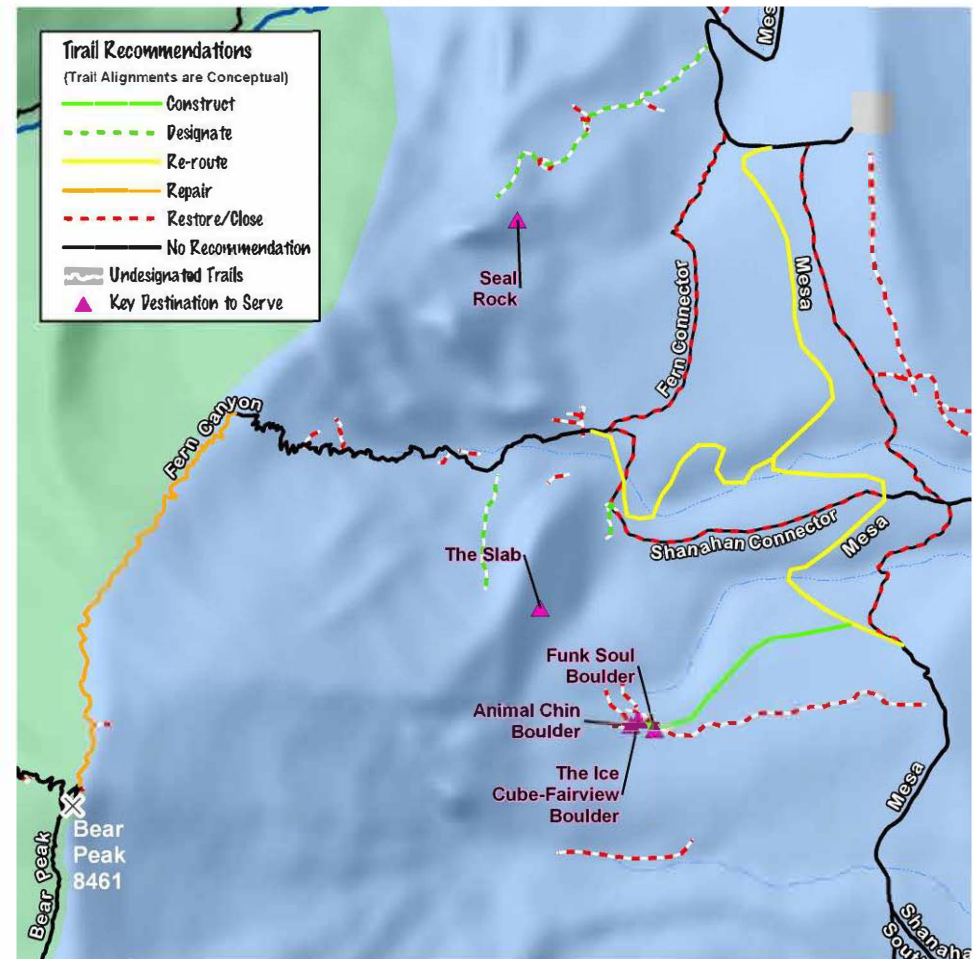 Mesa
Trail Recommendations
(Trail Alignments are Conceptual)
Construct
Designate
Re-route
Repair
Restore/Close
No Recommendation
Undesignated Trails
Key Destination to Serve
Seal
Rock
Fern Connector
Mesa
Fern Canyon
Shanahan Connector
Mesa
The Slab
Funk Soul
Boulder
Animal Chin
Boulder
The Ice
Cube-Fairview
Boulder
Mesa
Bear
Peak
8461
Bear Peak
Shanaha
South